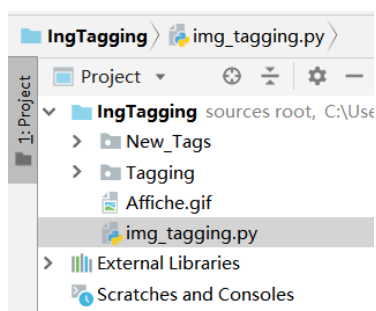 IngTagging img_tagging.py
1: Project
Project
IngTagging sources root, C:\Use
New_Tags
Tagging
Affiche.gif
img_tagging.py
External Libraries
Scratches and Consoles